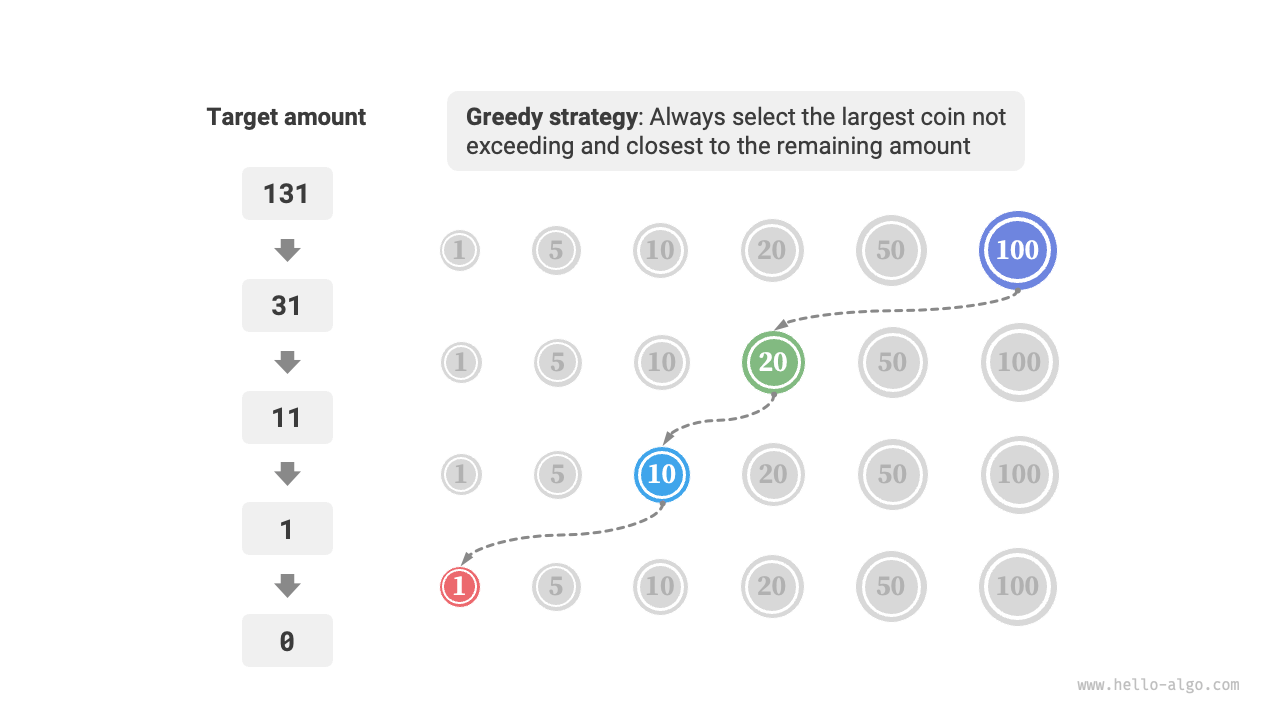 Target amount
Greedy strategy: Always select the largest coin not
exceeding and closest to the remaining amount
131
1 5 10 20 50 100
31
1 5 10 20 50 100
11
1 5 10 20 50 100
1
1 5 10 20 50 100
0
www.hello-algo.com